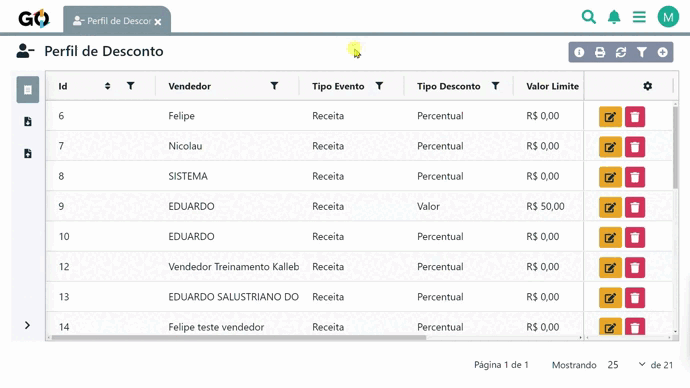 GO Perfil de Descon M
Perfil de Desconto
Id Vendedor Tipo Evento Tipo Desconto Valor Limite
6 Felipe Receita Percentual R$ 0,00
7 Nicolau Receita Percentual R$ 0,00
8 SISTEMA Receita Percentual R$ 0,00
9 EDUARDO Receita Valor R$ 50,00
10 EDUARDO Receita Percentual R$ 0,00
12 Vendedor Treinamento Kalleb Receita Percentual R$ 0,00
13 EDUARDO SALUSTRIANO DO Receita Percentual R$ 0,00
14 Felipe teste vendedor Receita Percentual R$ 0,00
Página 1 de 1 Mostrando 25 de 21